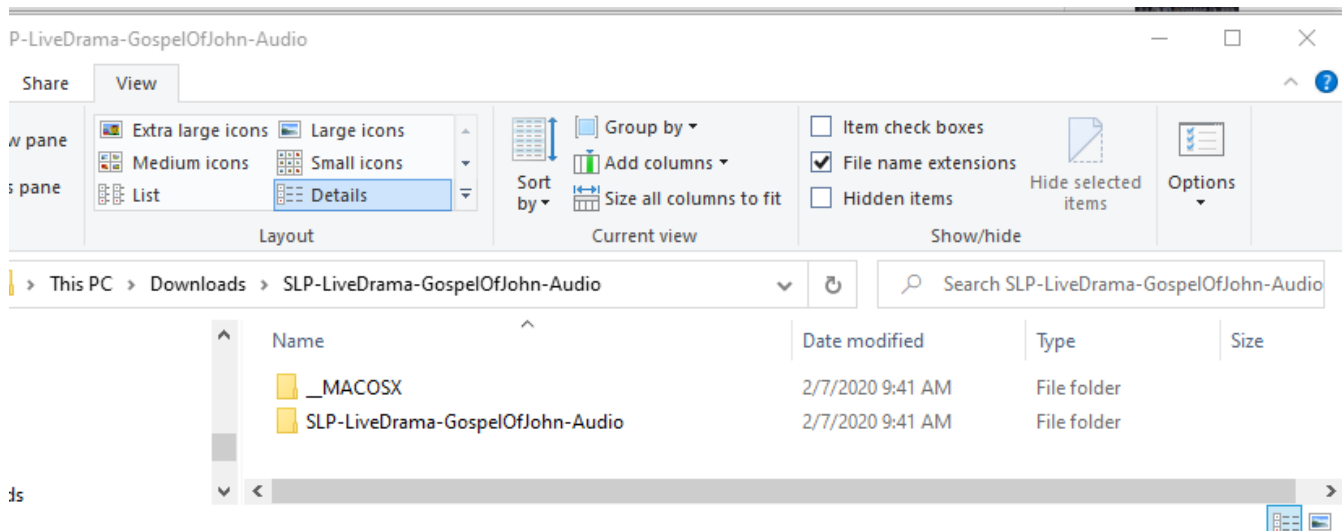 P-LiveDrama-GospelOfJohn-Audio
Share View
w pane
s pane
Extra large icons Large icons
Medium icons Small icons
List Details
Layout
Sort by
Group by
Add columns
Size all columns to fit
Current view
Item check boxes
File name extensions
Hidden items
Hide selected
items
Show/hide
Options
This PC > Downloads > SLP-LiveDrama-GospelOfJohn-Audio
Search SLP-LiveDrama-GospelOfJohn-Audio
Name Date modified Type Size
__MACOSX 2/7/2020 9:41 AM File folder
SLP-LiveDrama-GospelOfJohn-Audio 2/7/2020 9:41 AM File folder
ds